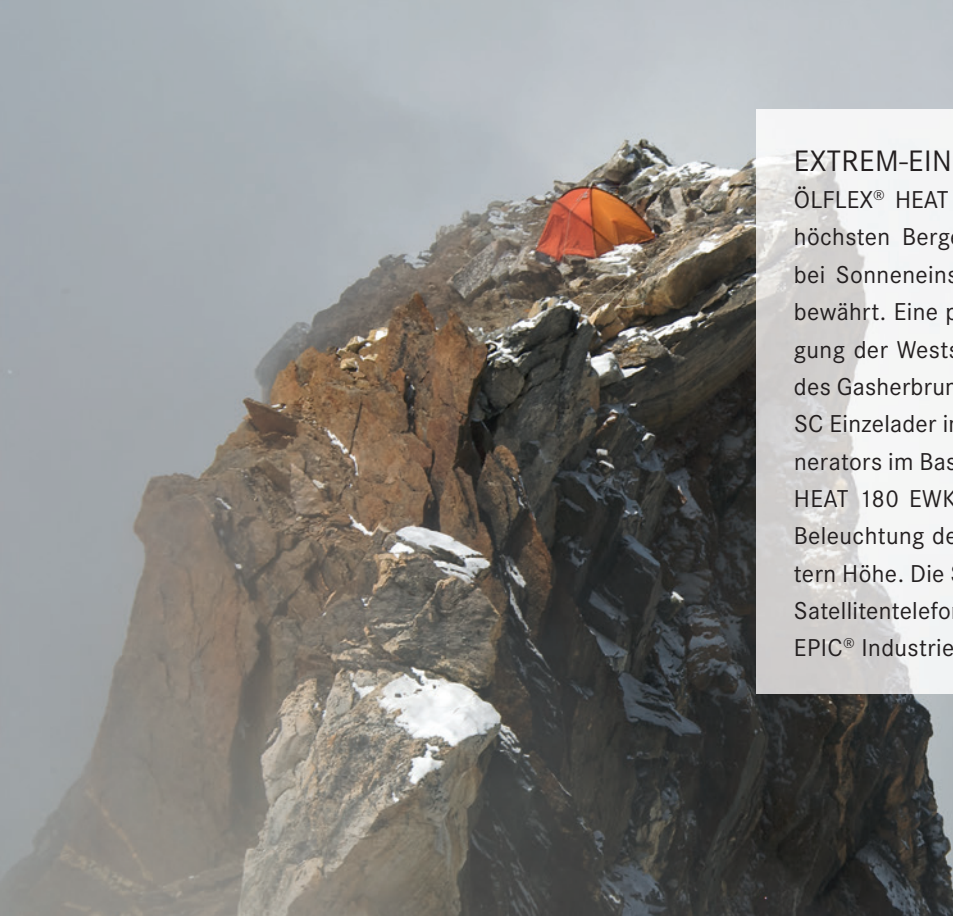 EXTREM-EIN
ÖLFLEX® HEAT
höchsten Berge
bei Sonneneins
bewährt. Eine p
gung der Wests
des Gasherbrum
SC Einzelader in
nerators im Bas
HEAT 180 EWK
Beleuchtung de
tern Höhe. Die S
Satellitentelefon
EPIC® Industrie